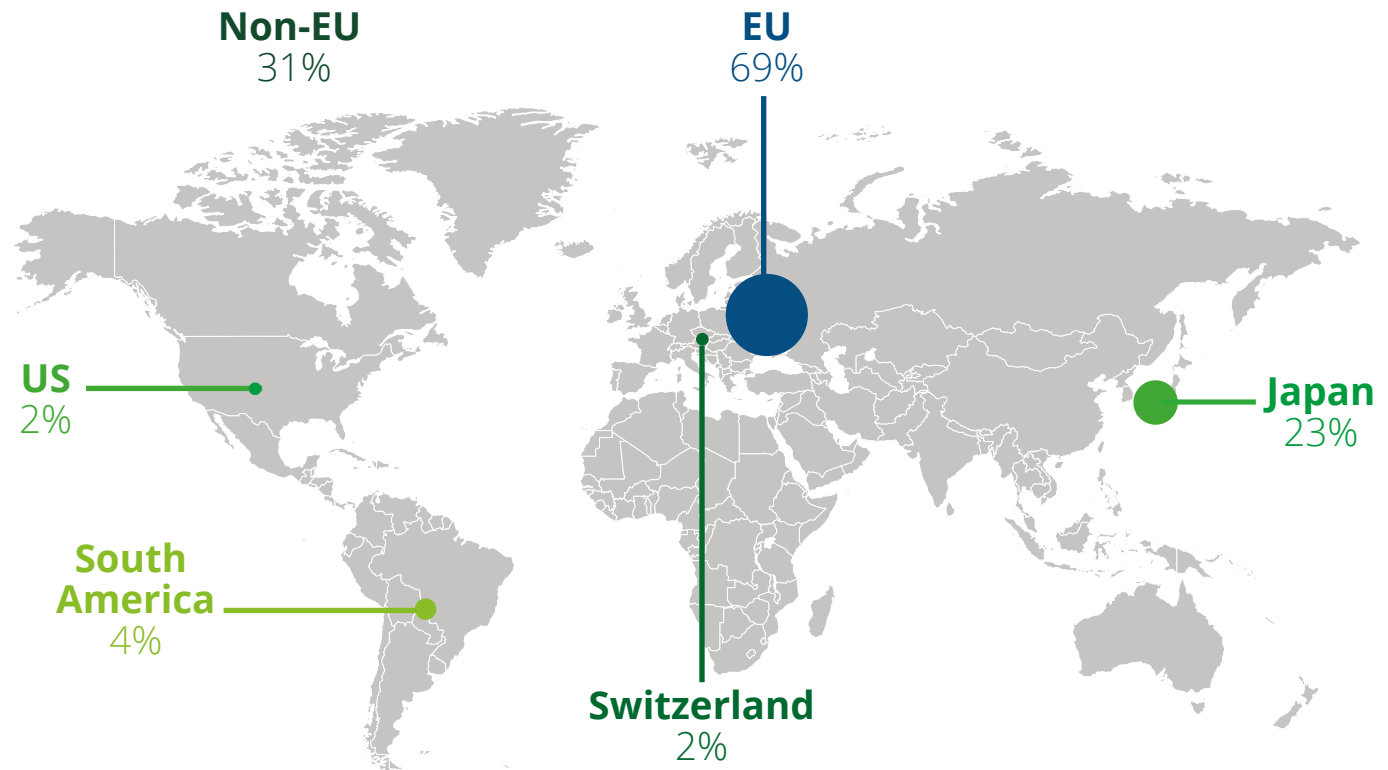 Non-EU
31%
EU
69%
US
2%
Japan
23%
South
America
4%
Switzerland
2%